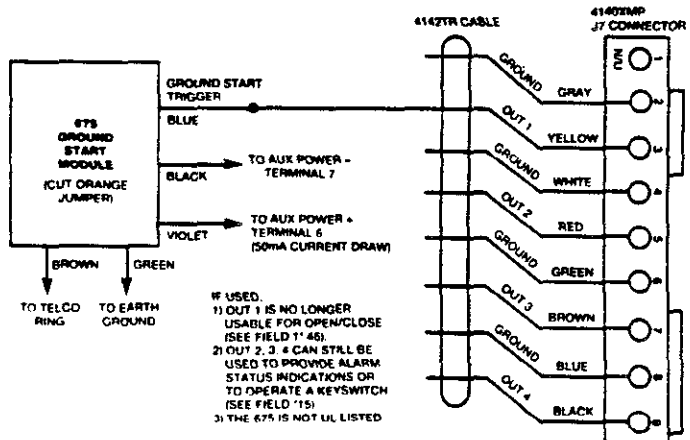 4142TR CABLE
4140XMP
J7 CONNECTOR
675
GROUND
START
MODULE
(CUT ORANGE
JUMPER)
GROUND START
TRIGGER
BLUE
BLACK
TO AUX POWER –
TERMINAL 7
VIOLET
TO AUX POWER +
TERMINAL 6
(50mA CURRENT DRAW)
BROWN
GREEN
TO TELCO
RING
TO EARTH
GROUND
IF USED,
1) OUT 1 IS NO LONGER
USABLE FOR OPEN/CLOSE
(SEE FIELD 1*46).
2) OUT 2, 3, 4 CAN STILL BE
USED TO PROVIDE ALARM
STATUS INDICATIONS OR
TO OPERATE A KEYSWITCH
(SEE FIELD *15)
3) THE 675 IS NOT UL LISTED
N/U 1
GROUND GRAY 2
OUT 1 YELLOW 3
GROUND WHITE 4
OUT 2 RED 5
GROUND GREEN 6
OUT 3 BROWN 7
GROUND BLUE 8
OUT 4 BLACK 9